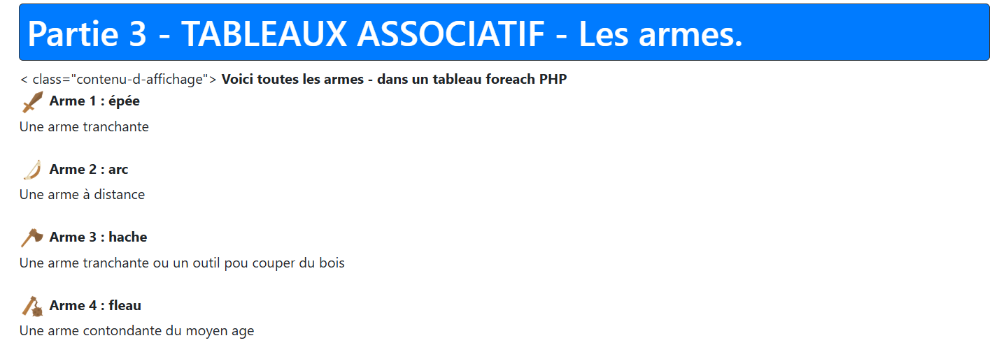 Partie 3 - TABLEAUX ASSOCIATIF - Les armes.
< class="contenu-d-affichage"> Voici toutes les armes - dans un tableau foreach PHP
Arme 1 : épée
Une arme tranchante
Arme 2 : arc
Une arme à distance
Arme 3 : hache
Une arme tranchante ou un outil pou couper du bois
Arme 4 : fleau
Une arme contondante du moyen age